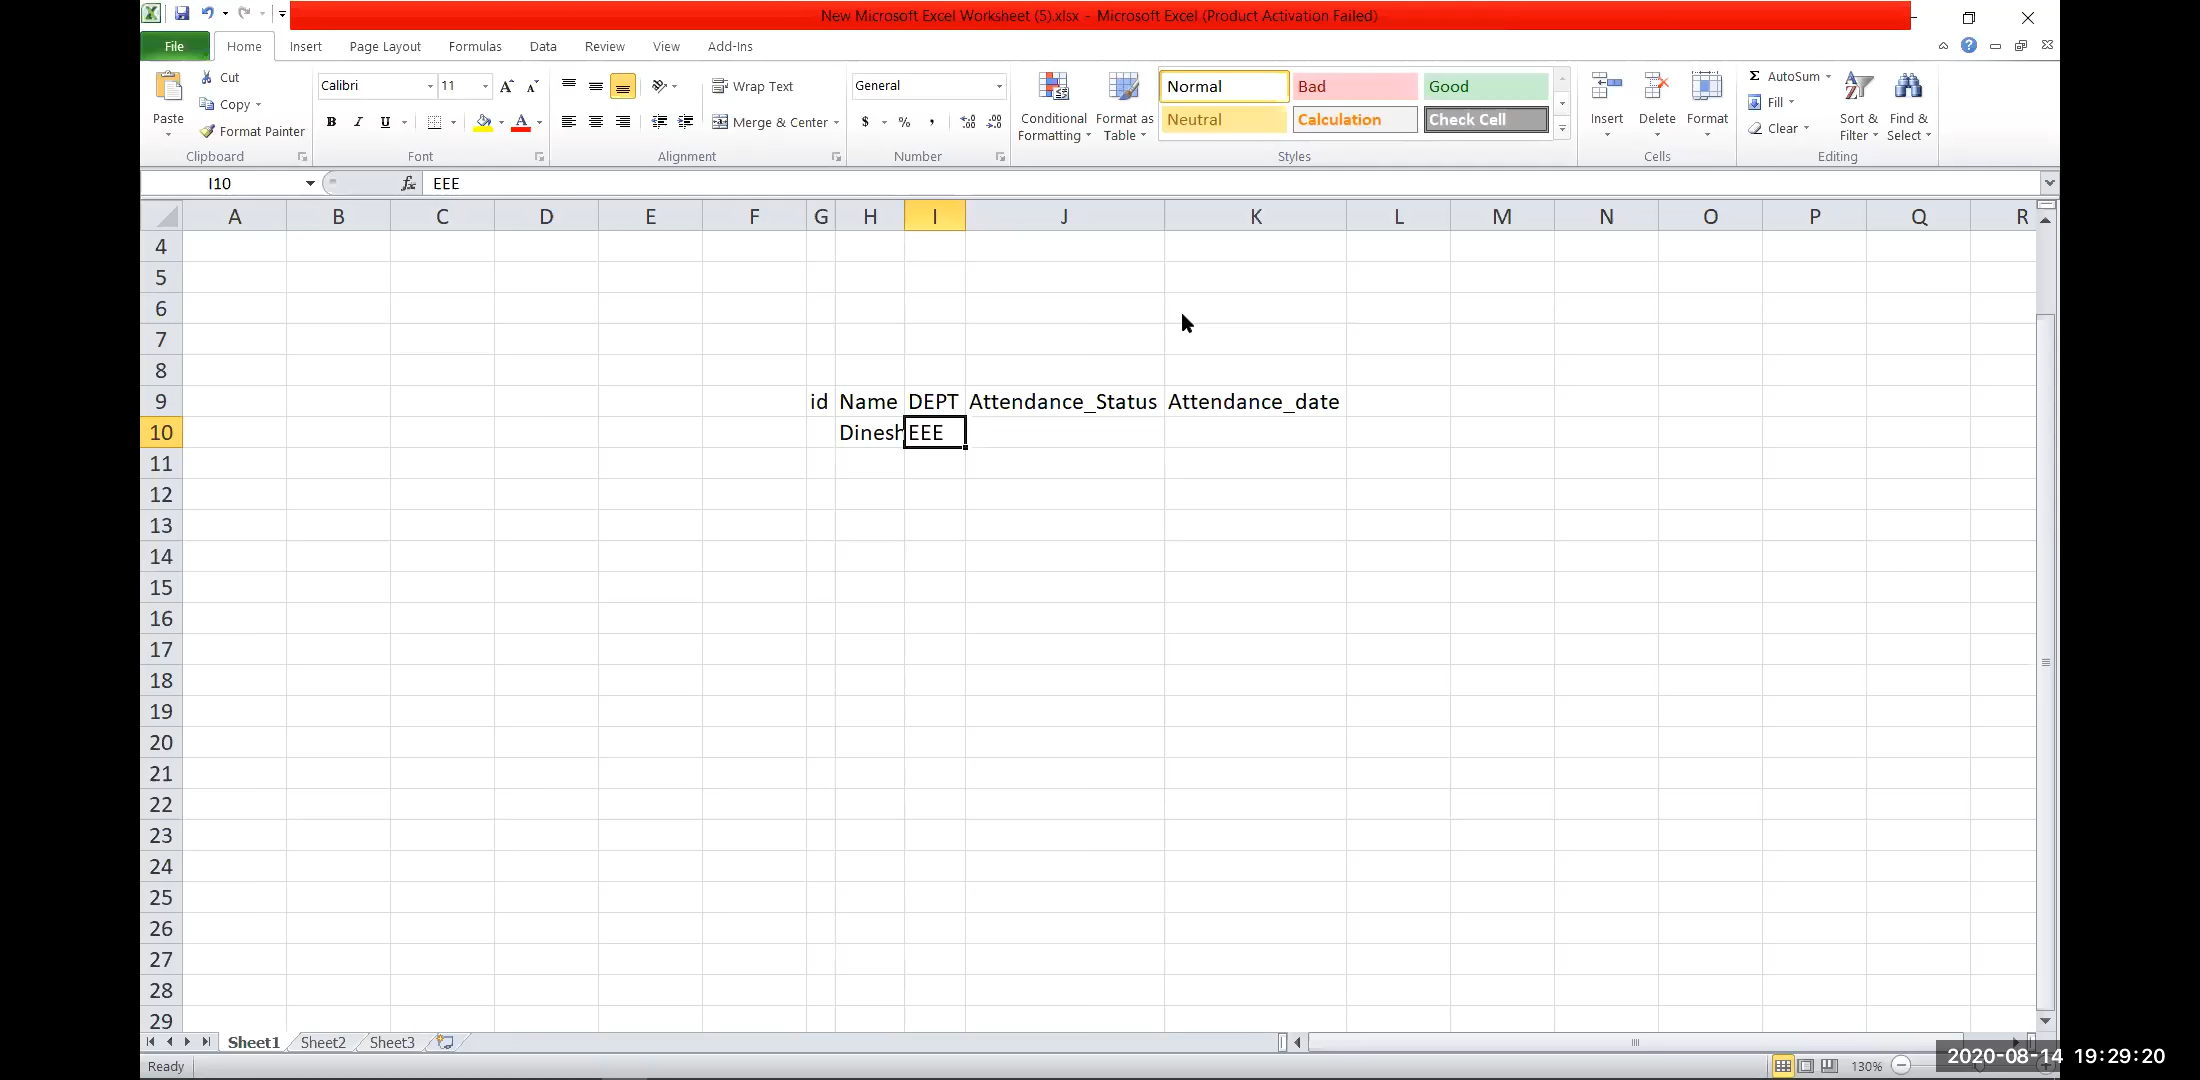 New Microsoft Excel Worksheet (5).xlsx - Microsoft Excel (Product Activation Failed)
File Home Insert Page Layout Formulas Data Review View Add-Ins
Paste
Cut
Copy
Format Painter
Clipboard
Calibri 11
B I U A
Font
Wrap Text
Merge & Center
Alignment
General
$ % ,
Number
Conditional Formatting
Format as Table
Normal Bad Good
Neutral Calculation Check Cell
Styles
Insert Delete Format
Cells
Σ AutoSum
Fill
Clear
Sort & Filter
Find & Select
Editing
I10 fx EEE
A B C D E F G H I J K L M N O P Q R
4
5
6
7
8
9 id Name DEPT Attendance_Status Attendance_date
10 Dinesh EEE
11
12
13
14
15
16
17
18
19
20
21
22
23
24
25
26
27
28
29
Sheet1 Sheet2 Sheet3
Ready 130%
2020-08-14 19:29:20